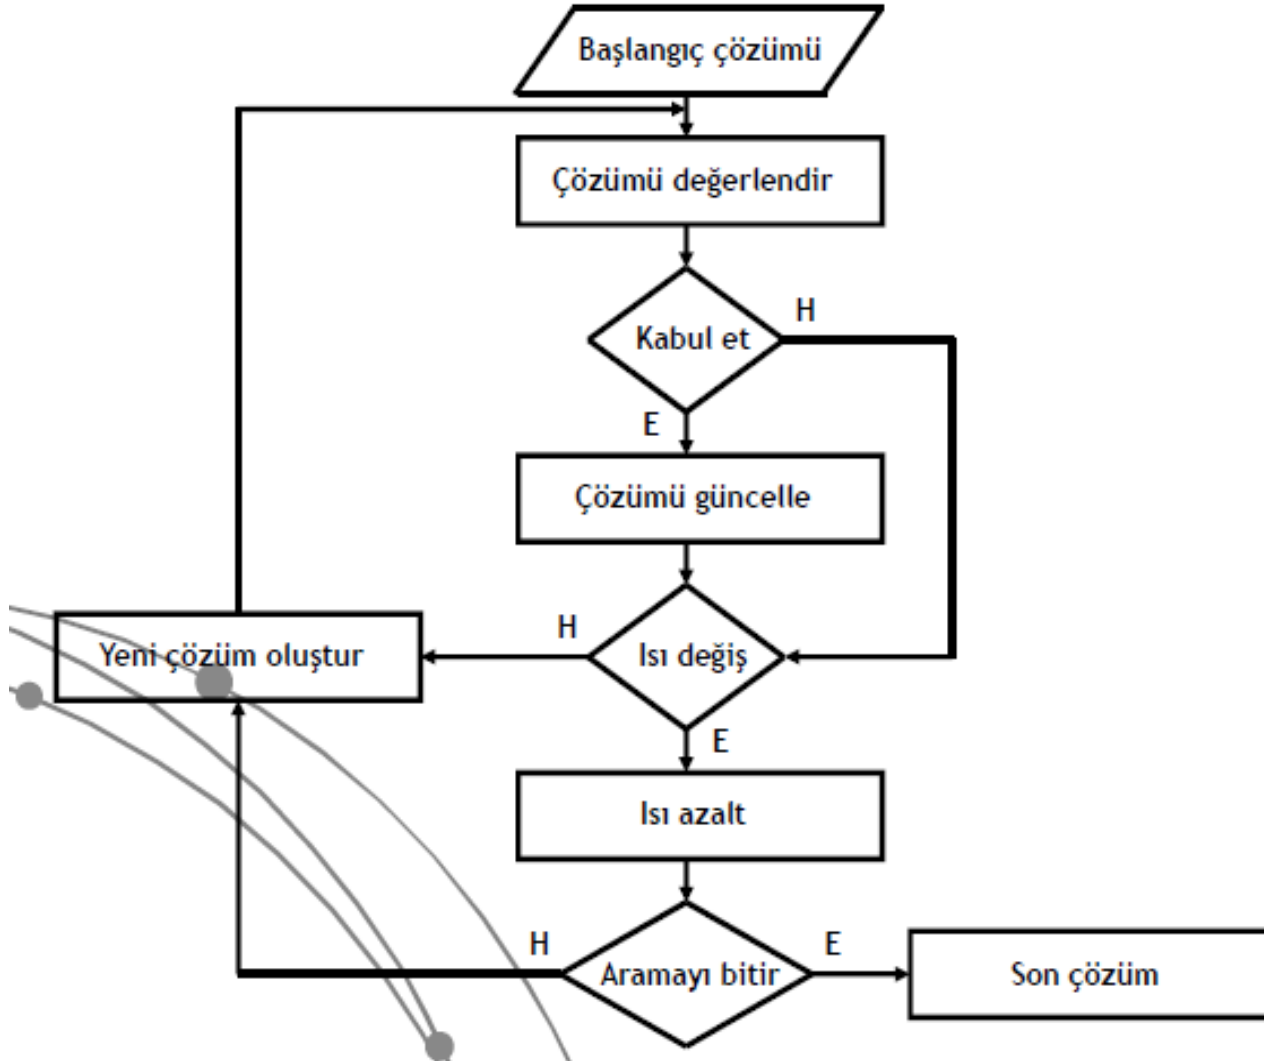 Başlangıç çözümü
Çözümü değerlendir
H
Kabul et
E
Çözümü güncelle
H
Yeni çözüm oluştur
Isı değiş
E
Isı azalt
H
E
Aramayı bitir
Son çözüm